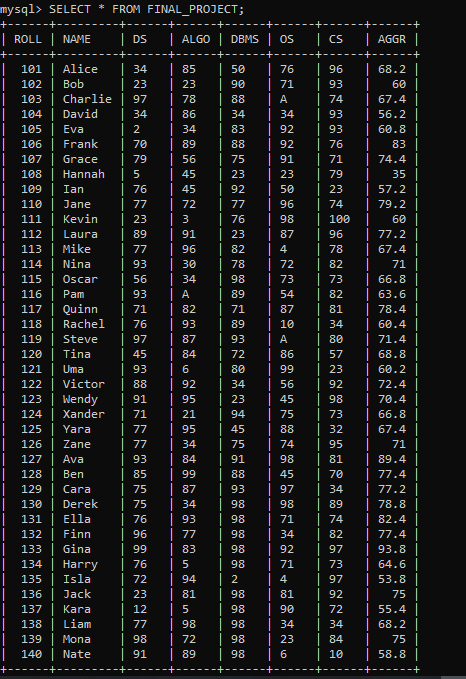 mysql> SELECT * FROM FINAL_PROJECT;
| ROLL | NAME | DS | ALGO | DBMS | OS | CS | AGGR |
| 101 | Alice | 34 | 85 | 50 | 76 | 96 | 68.2 |
| 102 | Bob | 23 | 23 | 90 | 71 | 93 | 60 |
| 103 | Charlie | 97 | 78 | 88 | A | 74 | 67.4 |
| 104 | David | 34 | 86 | 34 | 34 | 93 | 56.2 |
| 105 | Eva | 2 | 34 | 83 | 92 | 93 | 60.8 |
| 106 | Frank | 70 | 89 | 88 | 92 | 76 | 83 |
| 107 | Grace | 79 | 56 | 75 | 91 | 71 | 74.4 |
| 108 | Hannah | 5 | 45 | 23 | 23 | 79 | 35 |
| 109 | Ian | 76 | 45 | 92 | 50 | 23 | 57.2 |
| 110 | Jane | 77 | 72 | 77 | 96 | 74 | 79.2 |
| 111 | Kevin | 23 | 3 | 76 | 98 | 100 | 60 |
| 112 | Laura | 89 | 91 | 23 | 87 | 96 | 77.2 |
| 113 | Mike | 77 | 96 | 82 | 4 | 78 | 67.4 |
| 114 | Nina | 93 | 30 | 78 | 72 | 82 | 71 |
| 115 | Oscar | 56 | 34 | 98 | 73 | 73 | 66.8 |
| 116 | Pam | 93 | A | 89 | 54 | 82 | 63.6 |
| 117 | Quinn | 71 | 82 | 71 | 87 | 81 | 78.4 |
| 118 | Rachel | 76 | 93 | 89 | 10 | 34 | 60.4 |
| 119 | Steve | 97 | 87 | 93 | A | 80 | 71.4 |
| 120 | Tina | 45 | 84 | 72 | 86 | 57 | 68.8 |
| 121 | Uma | 93 | 6 | 80 | 99 | 23 | 60.2 |
| 122 | Victor | 88 | 92 | 34 | 56 | 92 | 72.4 |
| 123 | Wendy | 91 | 95 | 23 | 45 | 98 | 70.4 |
| 124 | Xander | 71 | 21 | 94 | 75 | 73 | 66.8 |
| 125 | Yara | 77 | 95 | 45 | 88 | 32 | 67.4 |
| 126 | Zane | 77 | 34 | 75 | 74 | 95 | 71 |
| 127 | Ava | 93 | 84 | 91 | 98 | 81 | 89.4 |
| 128 | Ben | 85 | 99 | 88 | 45 | 70 | 77.4 |
| 129 | Cara | 75 | 87 | 93 | 97 | 34 | 77.2 |
| 130 | Derek | 75 | 34 | 98 | 98 | 89 | 78.8 |
| 131 | Ella | 76 | 93 | 98 | 71 | 74 | 82.4 |
| 132 | Finn | 96 | 77 | 98 | 34 | 82 | 77.4 |
| 133 | Gina | 99 | 83 | 98 | 92 | 97 | 93.8 |
| 134 | Harry | 76 | 5 | 98 | 71 | 73 | 64.6 |
| 135 | Isla | 72 | 94 | 2 | 4 | 97 | 53.8 |
| 136 | Jack | 23 | 81 | 98 | 81 | 92 | 75 |
| 137 | Kara | 12 | 5 | 98 | 90 | 72 | 55.4 |
| 138 | Liam | 77 | 98 | 98 | 34 | 34 | 68.2 |
| 139 | Mona | 98 | 72 | 98 | 23 | 84 | 75 |
| 140 | Nate | 91 | 89 | 98 | 6 | 10 | 58.8 |